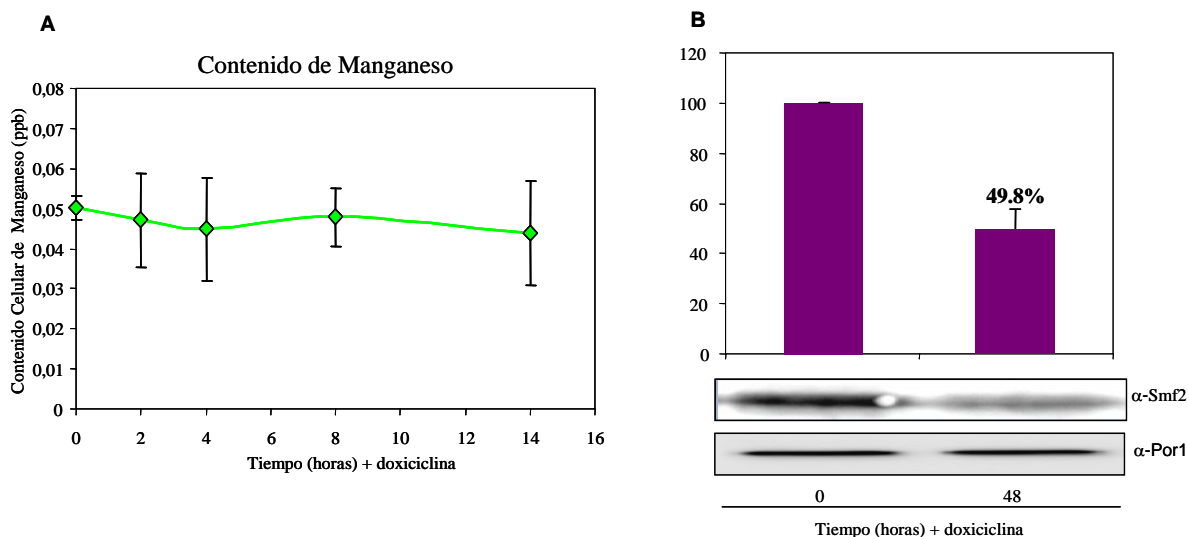 A
Contenido de Manganeso
Contenido Celular de Manganeso (ppb)
0,08
0,07
0,06
0,05
0,04
0,03
0,02
0,01
0
0 2 4 6 8 10 12 14 16
Tiempo (horas) + doxiciclina
B
120
100
80
60
40
20
0
49.8%
α-Smf2
α-Por1
0 48
Tiempo (horas) + doxiciclina